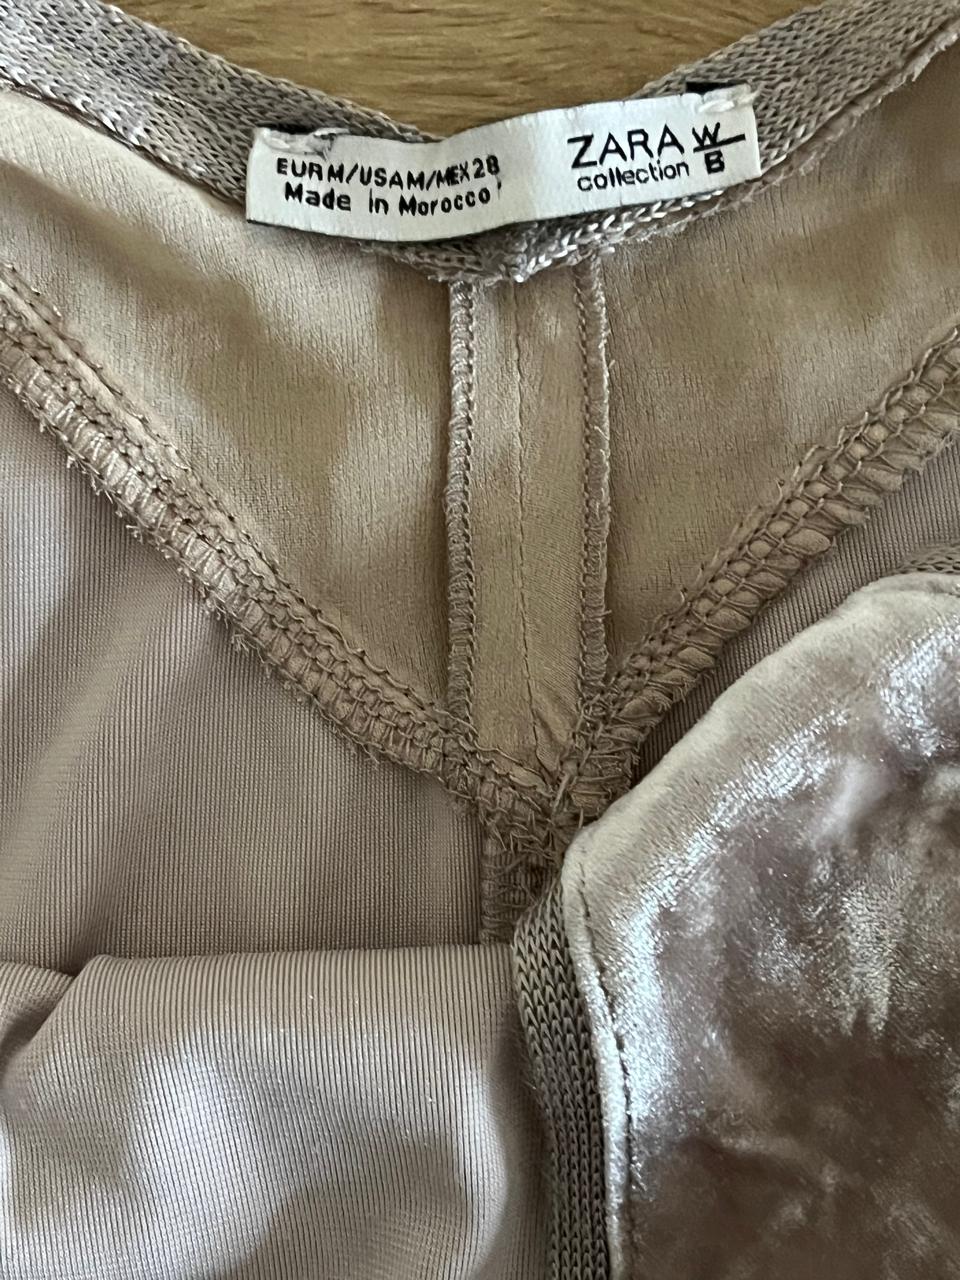 EUR M/USA M/MEX 28
Made in Morocco
ZARA W/B
collection